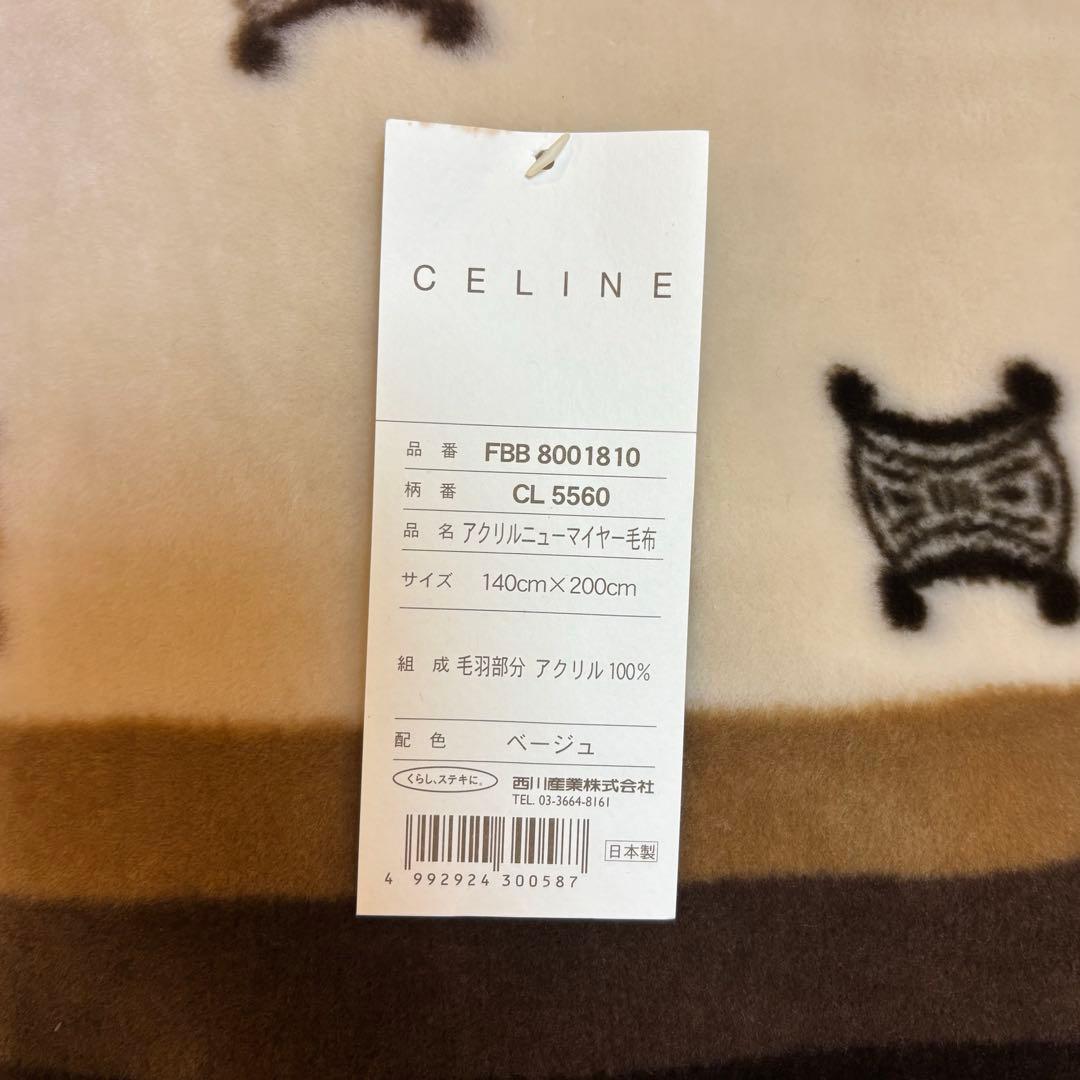 CELINE
品番 FBB 8001810
柄番 CL 5560
品名 アクリルニューマイヤー毛布
サイズ 140cm×200cm
組成 毛羽部分 アクリル 100%
配色 ベージュ
くらし、ステキに。 西川産業株式会社
TEL. 03-3664-8161
日本製
4 992924 300587